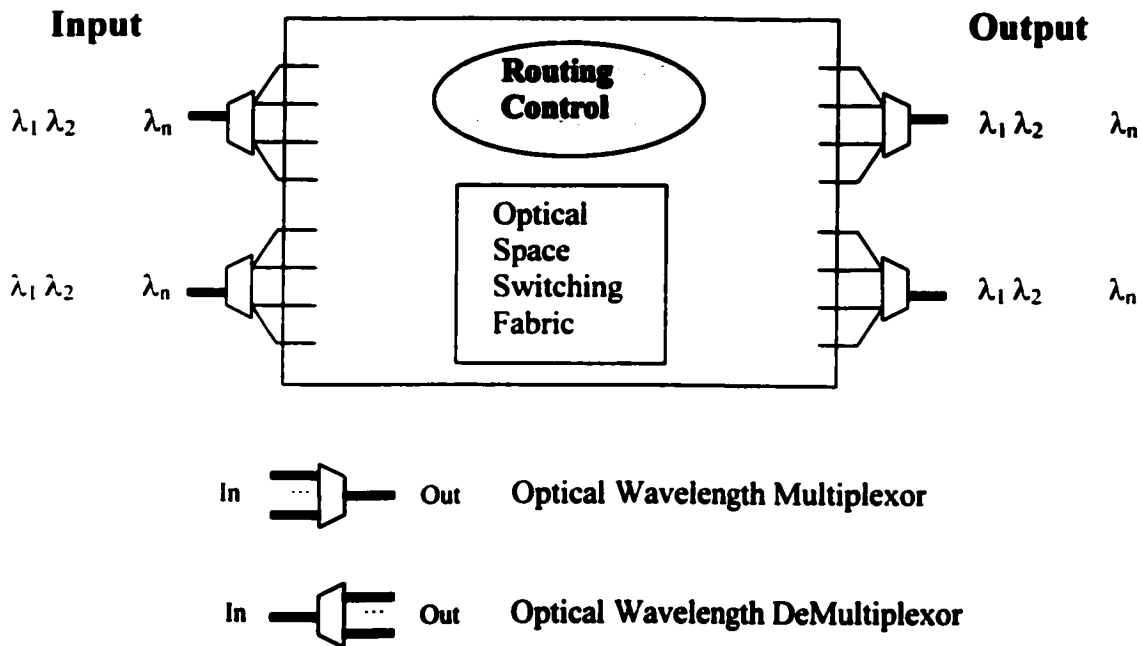 Input
Output
Routing
Control
λ₁ λ₂ λₙ
λ₁ λ₂ λₙ
Optical
Space
Switching
Fabric
λ₁ λ₂ λₙ
λ₁ λ₂ λₙ
In ... Out Optical Wavelength Multiplexor
In ... Out Optical Wavelength DeMultiplexor